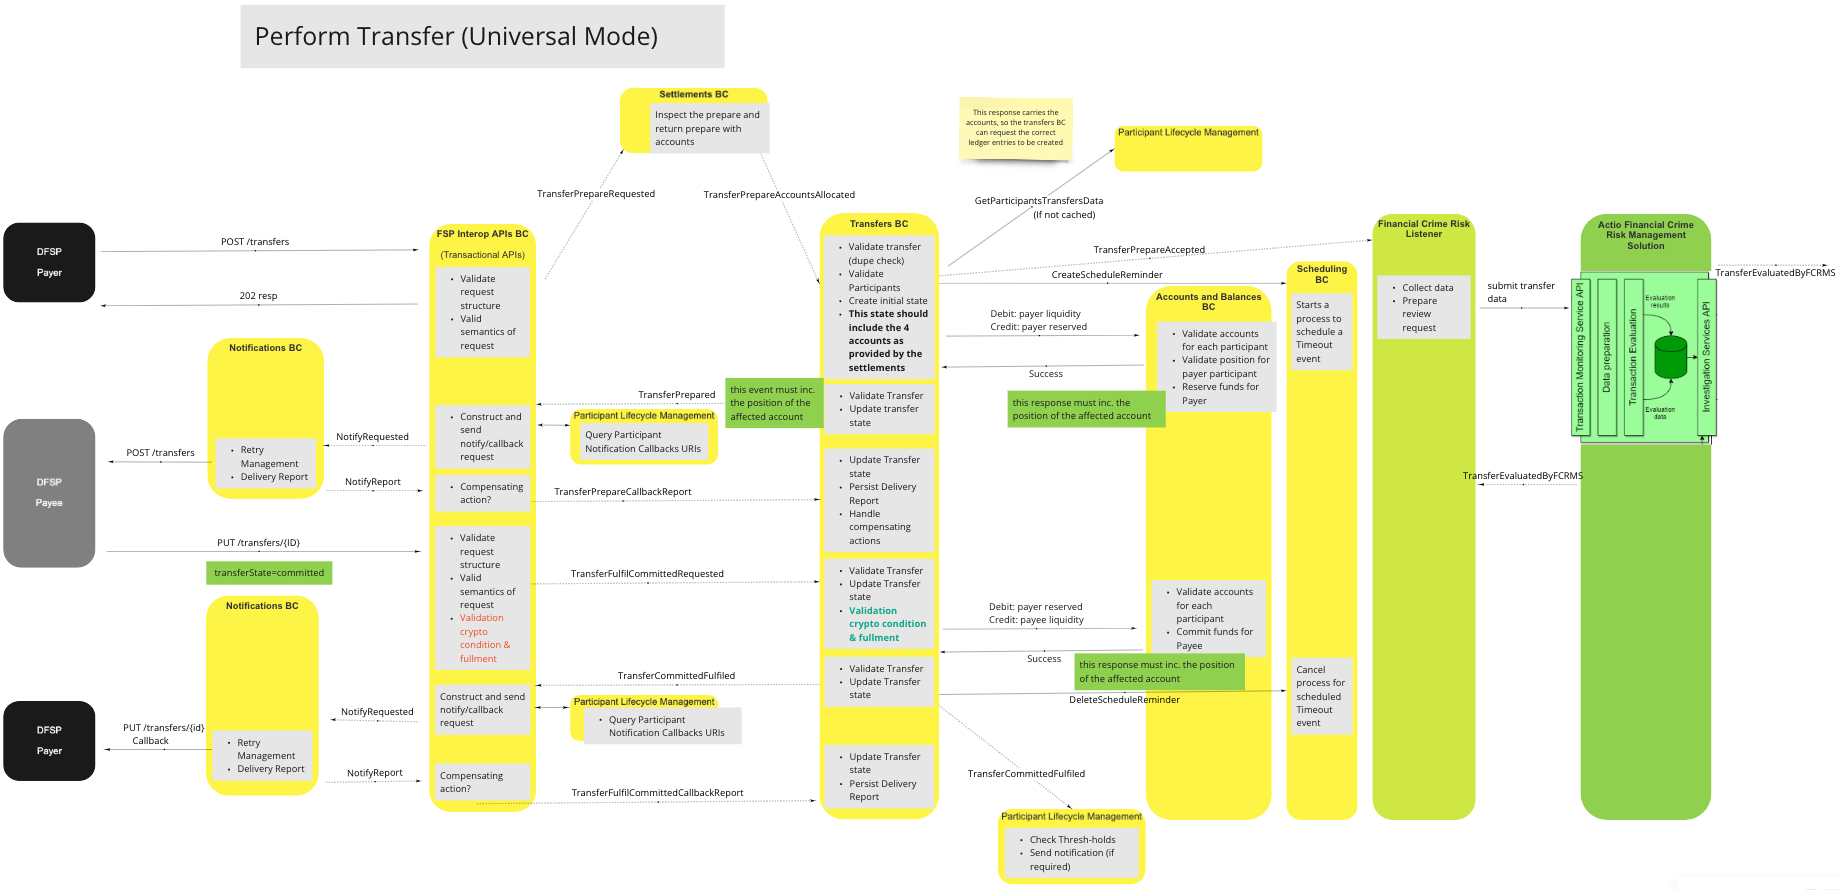 Perform Transfer (Universal Mode)
Settlements BC
Inspect the prepare and
return prepare with
accounts
This response carries the
accounts, so the transfers BC
can request the correct
ledger entries to be created
Participant Lifecycle Management
TransferPrepareRequested
TransferPrepareAccountsAllocated
GetParticipantsTransfersData
(If not cached)
DFSP
Payer
POST /transfers
202 resp
FSP Interop APIs BC
(Transactional APIs)
• Validate
request
structure
• Valid
semantics of
request
Transfers BC
• Validate transfer
(dupe check)
• Validate
Participants
• Create initial state
• This state should
include the 4
accounts as
provided by the
settlements
TransferPrepareAccepted
CreateScheduleReminder
Debit: payer liquidity
Credit: payer reserved
Success
Accounts and Balances
BC
• Validate accounts
for each participant
• Validate position for
payer participant
• Reserve funds for
Payer
this response must inc. the
position of the affected account
Scheduling
BC
Starts a
process to
schedule a
Timeout
event
Financial Crime Risk
Listener
• Collect data
• Prepare
review
request
submit transfer
data
Actio Financial Crime
Risk Management
Solution
Transaction Monitoring Service API
Data preparation
Transaction Evaluation
Evaluation
results
Evaluation
data
Investigation Services API
TransferEvaluatedByFCRMS
TransferEvaluatedByFCRMS
Notifications BC
• Retry
Management
• Delivery Report
DFSP
Payee
POST /transfers
NotifyRequested
NotifyReport
• Construct and
send
notify/callback
request
• Compensating
action?
TransferPrepared
this event must inc.
the position of the
affected account
Participant Lifecycle Management
Query Participant
Notification Callbacks URIs
• Validate Transfer
• Update transfer
state
TransferPrepareCallbackReport
• Update Transfer
state
• Persist Delivery
Report
• Handle
compensating
actions
PUT /transfers/{ID}
transferState=committed
• Validate
request
structure
• Valid
semantics of
request
• Validation
crypto
condition &
fullment
TransferFulfilCommittedRequested
• Validate Transfer
• Update Transfer
state
• Validation
crypto condition
& fullment
Debit: payer reserved
Credit: payee liquidity
Success
• Validate accounts
for each
participant
• Commit funds for
Payee
this response must inc. the position
of the affected account
DeleteScheduleReminder
Cancel
process for
scheduled
Timeout
event
Notifications BC
• Retry
Management
• Delivery Report
DFSP
Payer
PUT /transfers/{id}
Callback
NotifyRequested
NotifyReport
Construct and send
notify/callback
request
Compensating
action?
TransferCommittedFulfiled
Participant Lifecycle Management
• Query Participant
Notification Callbacks URIs
• Validate Transfer
• Update Transfer
state
TransferFulfilCommittedCallbackReport
• Update Transfer
state
• Persist Delivery
Report
TransferCommittedFulfiled
Participant Lifecycle Management
• Check Thresh-holds
• Send notification (if
required)